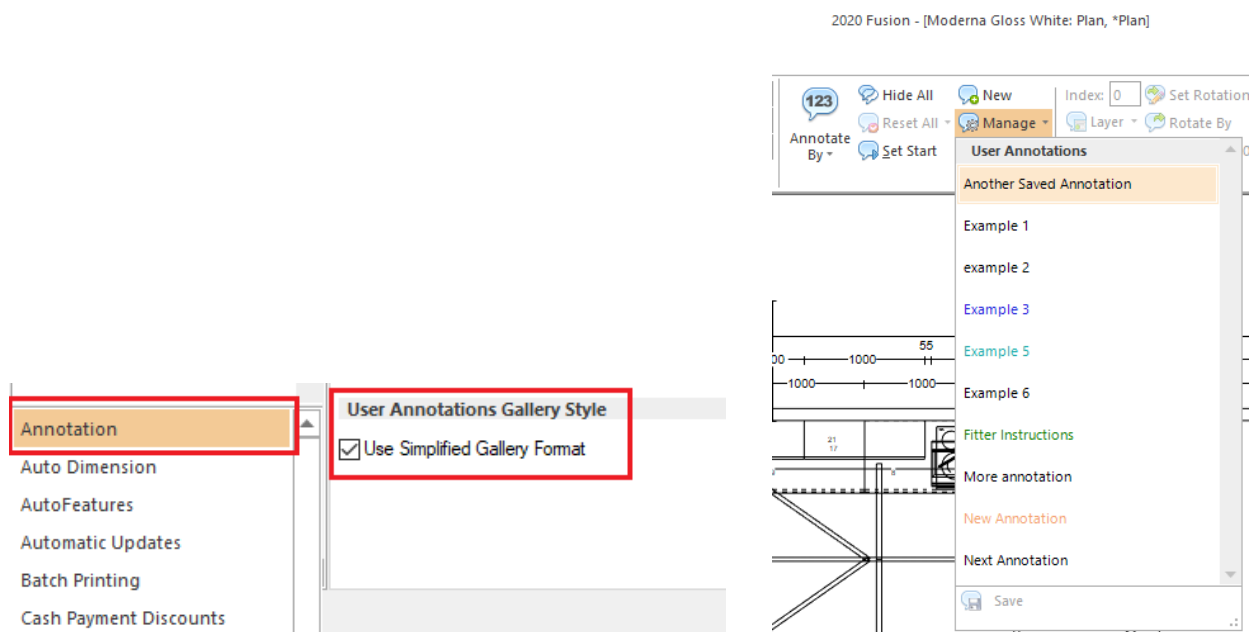 2020 Fusion - [Moderna Gloss White: Plan, *Plan]
123
Annotate
By
Hide All
Reset All
Set Start
New
Manage
Index: 0
Set Rotation
Layer
Rotate By
User Annotations
Another Saved Annotation
Example 1
example 2
Example 3
Example 5
Example 6
Fitter Instructions
More annotation
New Annotation
Next Annotation
Save
55
00
1000
1000
1000
21
17
Annotation
Auto Dimension
AutoFeatures
Automatic Updates
Batch Printing
Cash Payment Discounts
User Annotations Gallery Style
Use Simplified Gallery Format